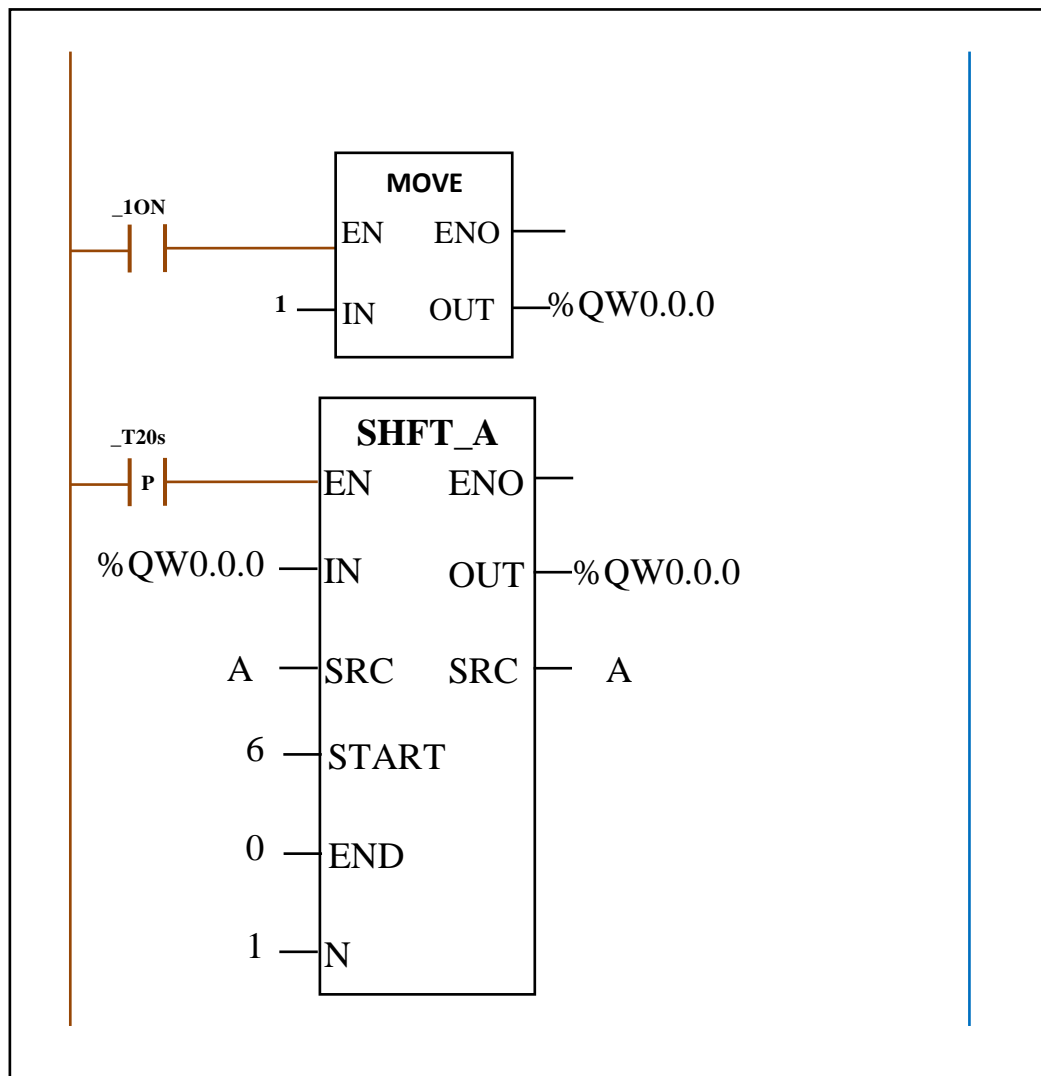 MOVE
_1ON
EN ENO
1 IN OUT %QW0.0.0
SHFT_A
_T20s
P EN ENO
%QW0.0.0 IN OUT %QW0.0.0
A SRC SRC A
6 START
0 END
1 N